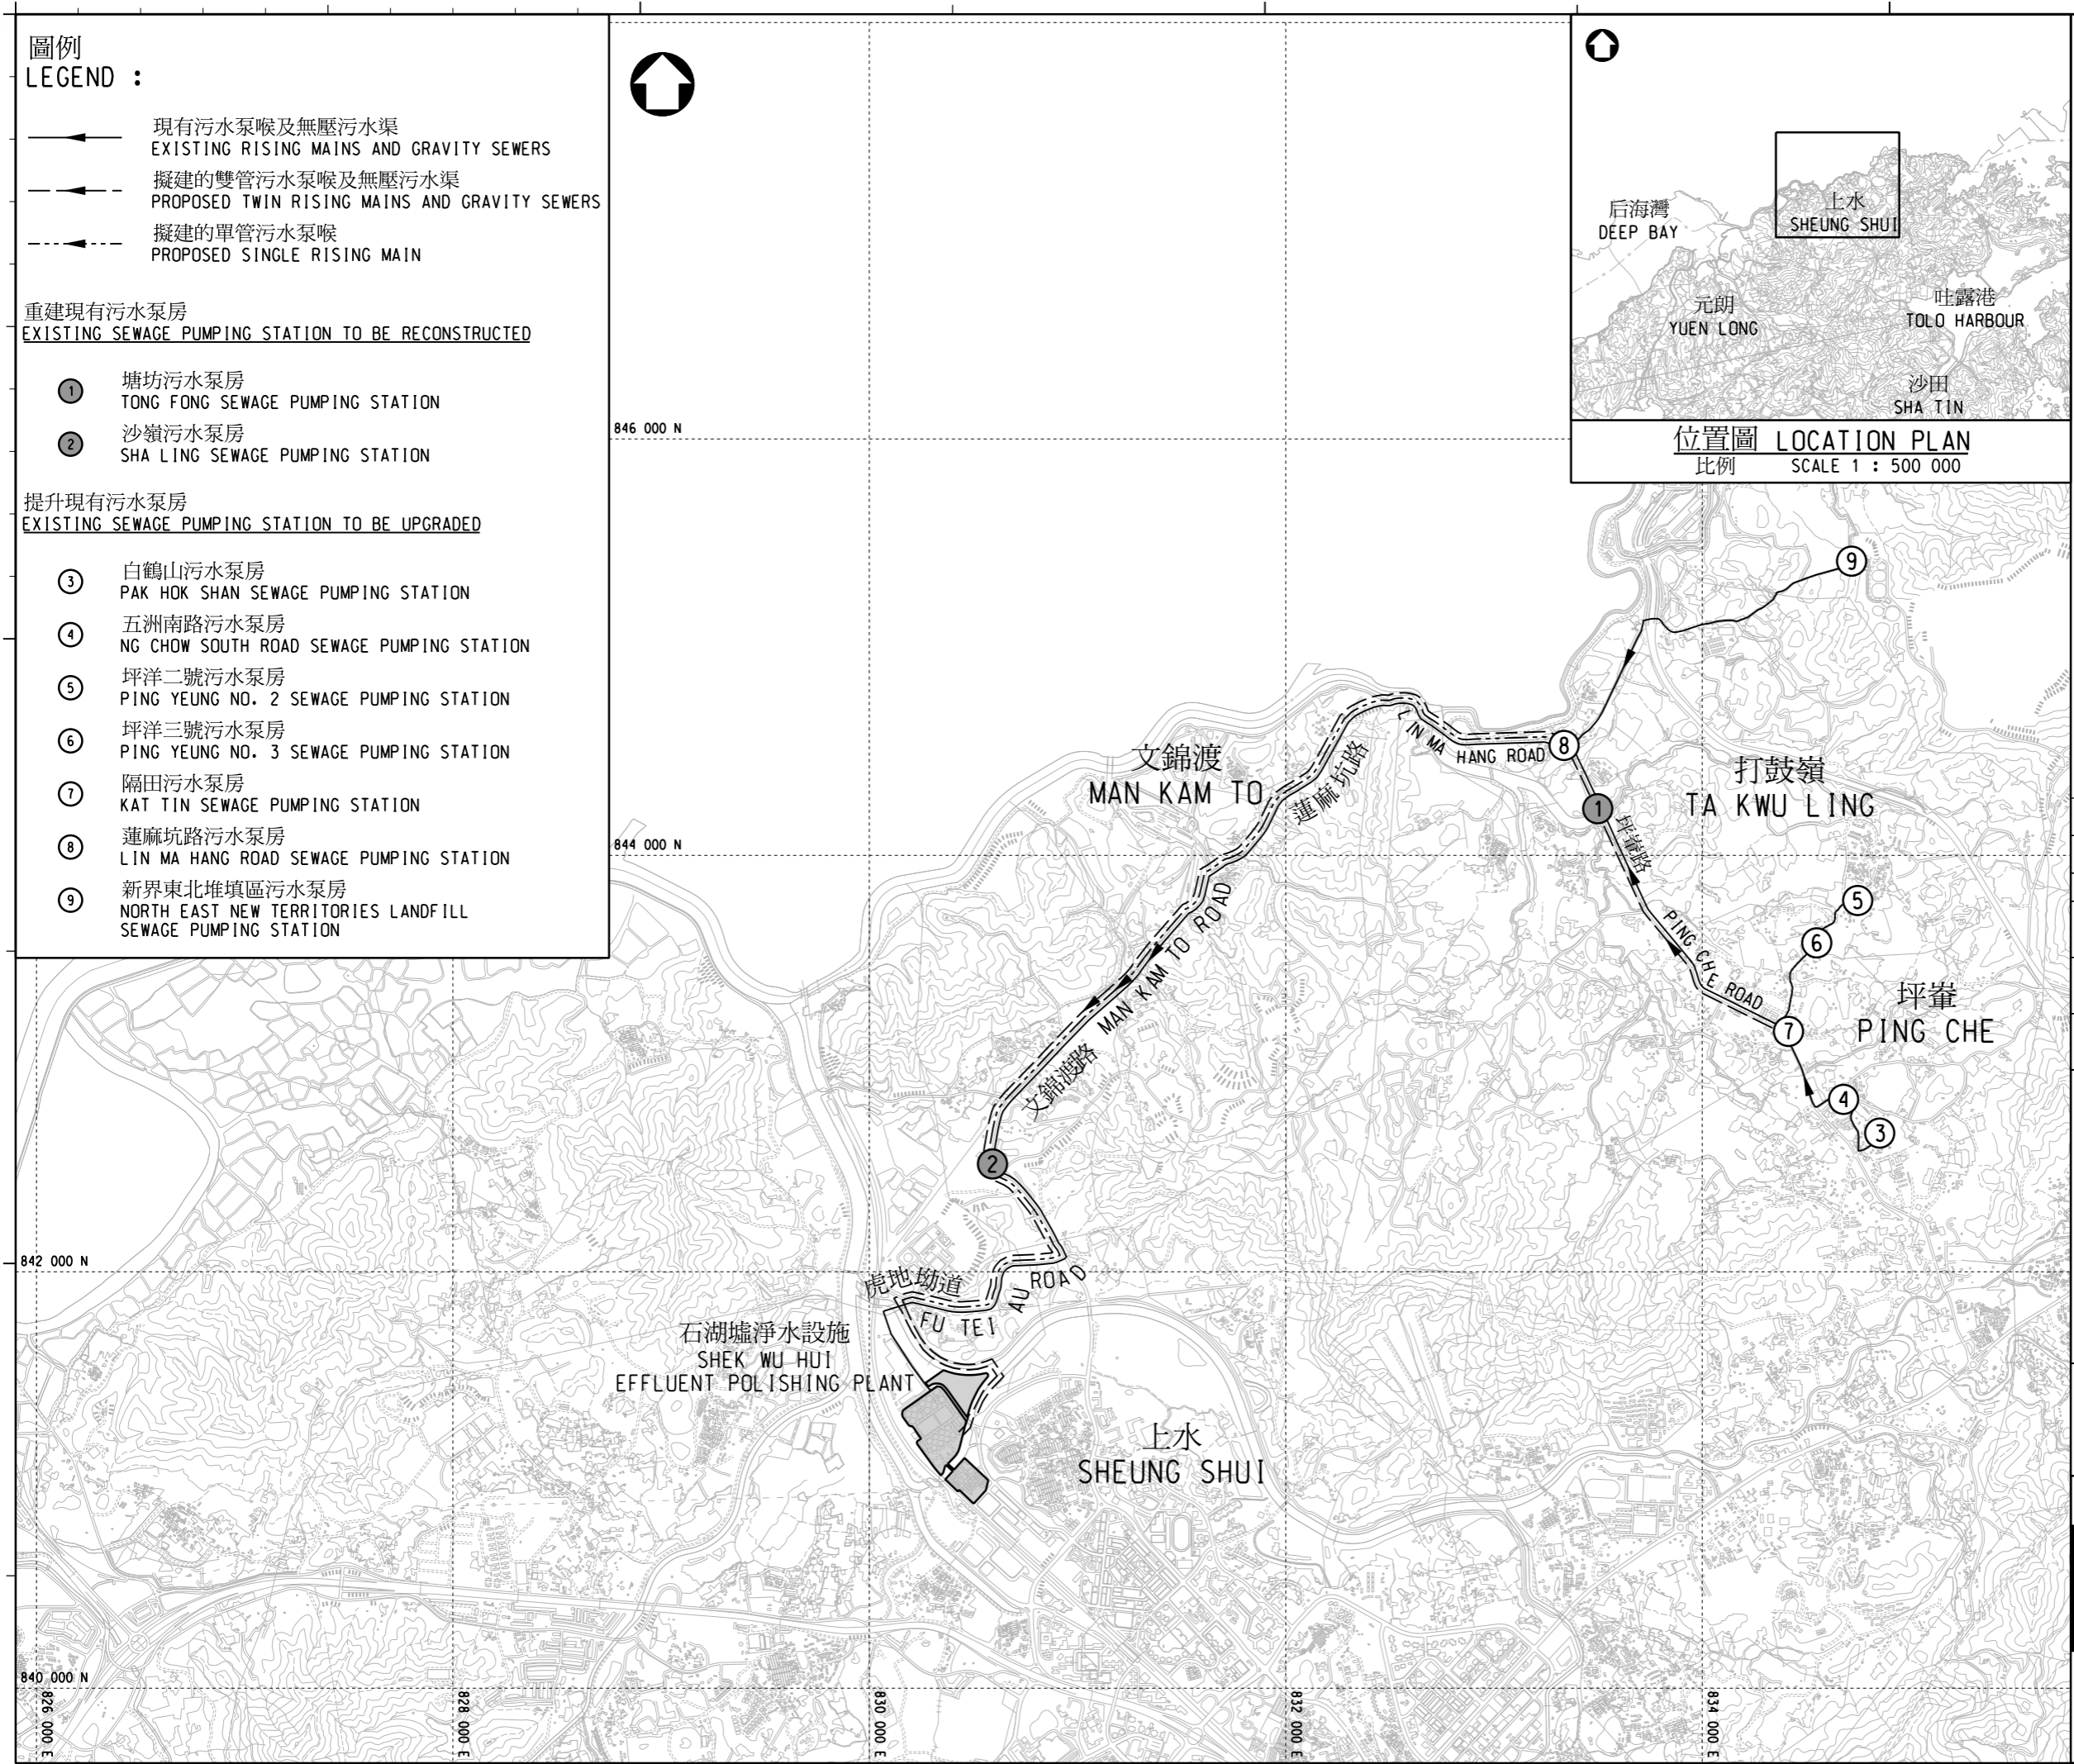 圖例
LEGEND :
現有污水泵喉及無壓污水渠
EXISTING RISING MAINS AND GRAVITY SEWERS
擬建的雙管污水泵喉及無壓污水渠
PROPOSED TWIN RISING MAINS AND GRAVITY SEWERS
擬建的單管污水泵喉
PROPOSED SINGLE RISING MAIN
重建現有污水泵房
EXISTING SEWAGE PUMPING STATION TO BE RECONSTRUCTED
1 塘坊污水泵房
TONG FONG SEWAGE PUMPING STATION
2 沙嶺污水泵房
SHA LING SEWAGE PUMPING STATION
提升現有污水泵房
EXISTING SEWAGE PUMPING STATION TO BE UPGRADED
3 白鶴山污水泵房
PAK HOK SHAN SEWAGE PUMPING STATION
4 五洲南路污水泵房
NG CHOW SOUTH ROAD SEWAGE PUMPING STATION
5 坪洋二號污水泵房
PING YEUNG NO. 2 SEWAGE PUMPING STATION
6 坪洋三號污水泵房
PING YEUNG NO. 3 SEWAGE PUMPING STATION
7 隔田污水泵房
KAT TIN SEWAGE PUMPING STATION
8 蓮麻坑路污水泵房
LIN MA HANG ROAD SEWAGE PUMPING STATION
9 新界東北堆填區污水泵房
NORTH EAST NEW TERRITORIES LANDFILL
SEWAGE PUMPING STATION
后海灣
DEEP BAY
上水
SHEUNG SHUI
元朗
YUEN LONG
吐露港
TOLO HARBOUR
沙田
SHA TIN
位置圖 LOCATION PLAN
比例 SCALE 1 : 500 000
846 000 N
844 000 N
842 000 N
840 000 N
826 000 E
828 000 E
830 000 E
832 000 E
834 000 E
9
8
1
5
6
7
4
3
2
文錦渡
MAN KAM TO
蓮麻坑路
LIN MA HANG ROAD
打鼓嶺
TA KWU LING
坪輋路
PING CHE ROAD
坪輋
PING CHE
MAN KAM TO ROAD
文錦渡路
虎地坳道
FU TEI AU ROAD
石湖墟淨水設施
SHEK WU HUI
EFFLUENT POLISHING PLANT
上水
SHEUNG SHUI